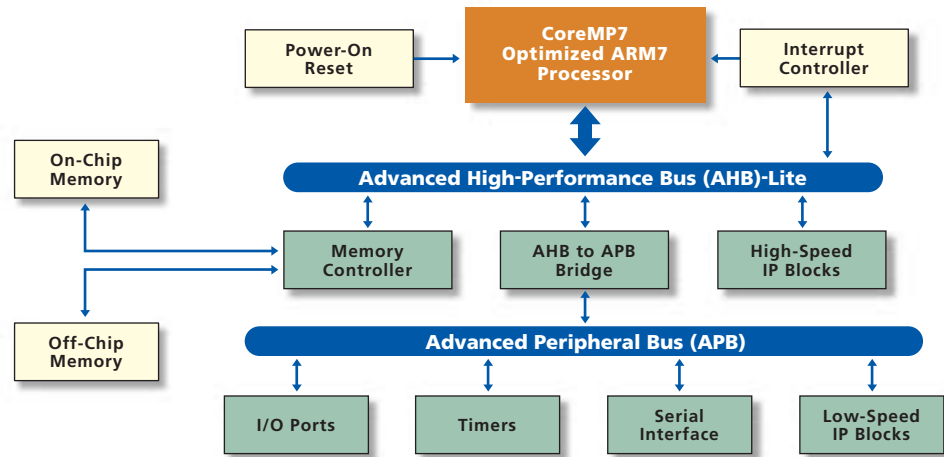 Power-On
Reset
CoreMP7
Optimized ARM7
Processor
Interrupt
Controller
On-Chip
Memory
Advanced High-Performance Bus (AHB)-Lite
Memory
Controller
AHB to APB
Bridge
High-Speed
IP Blocks
Off-Chip
Memory
Advanced Peripheral Bus (APB)
I/O Ports
Timers
Serial
Interface
Low-Speed
IP Blocks